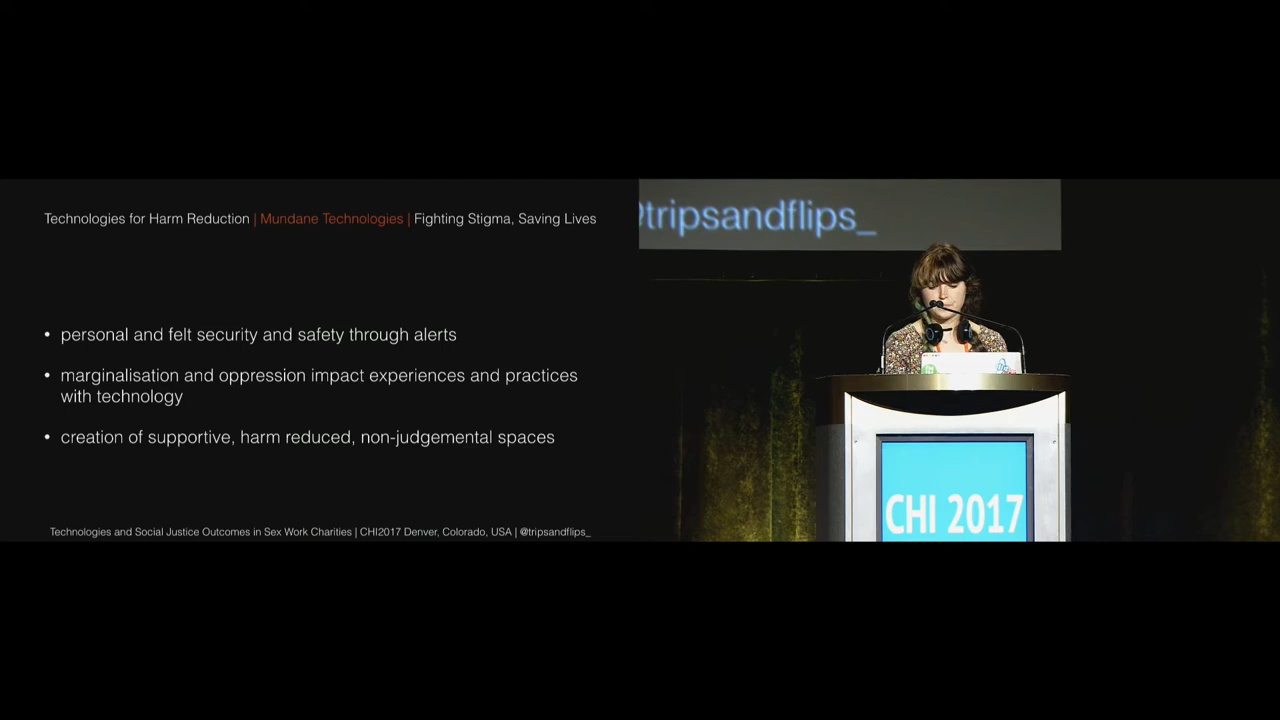 Technologies for Harm Reduction | Mundane Technologies | Fighting Stigma, Saving Lives
• personal and felt security and safety through alerts
• marginalisation and oppression impact experiences and practices
with technology
• creation of supportive, harm reduced, non-judgemental spaces
Technologies and Social Justice Outcomes in Sex Work Charities | CHI2017 Denver, Colorado, USA | @tripsandflips_
@tripsandflips_
CHI 2017